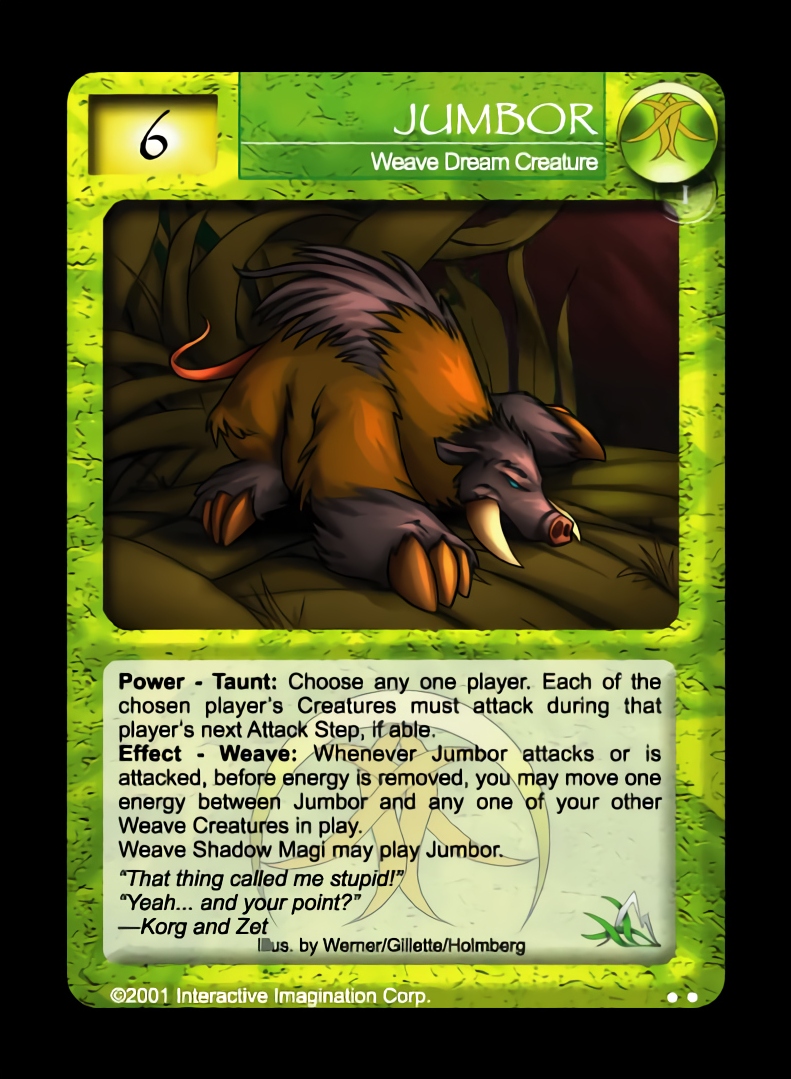 6
JUMBOR
Weave Dream Creature
1
Power - Taunt: Choose any one player. Each of the
chosen player's Creatures must attack during that
player's next Attack Step, if able.
Effect - Weave: Whenever Jumbor attacks or is
attacked, before energy is removed, you may move one
energy between Jumbor and any one of your other
Weave Creatures in play.
Weave Shadow Magi may play Jumbor.
“That thing called me stupid!”
“Yeah... and your point?”
—Korg and Zet
Illus. by Werner/Gillette/Holmberg
©2001 Interactive Imagination Corp.